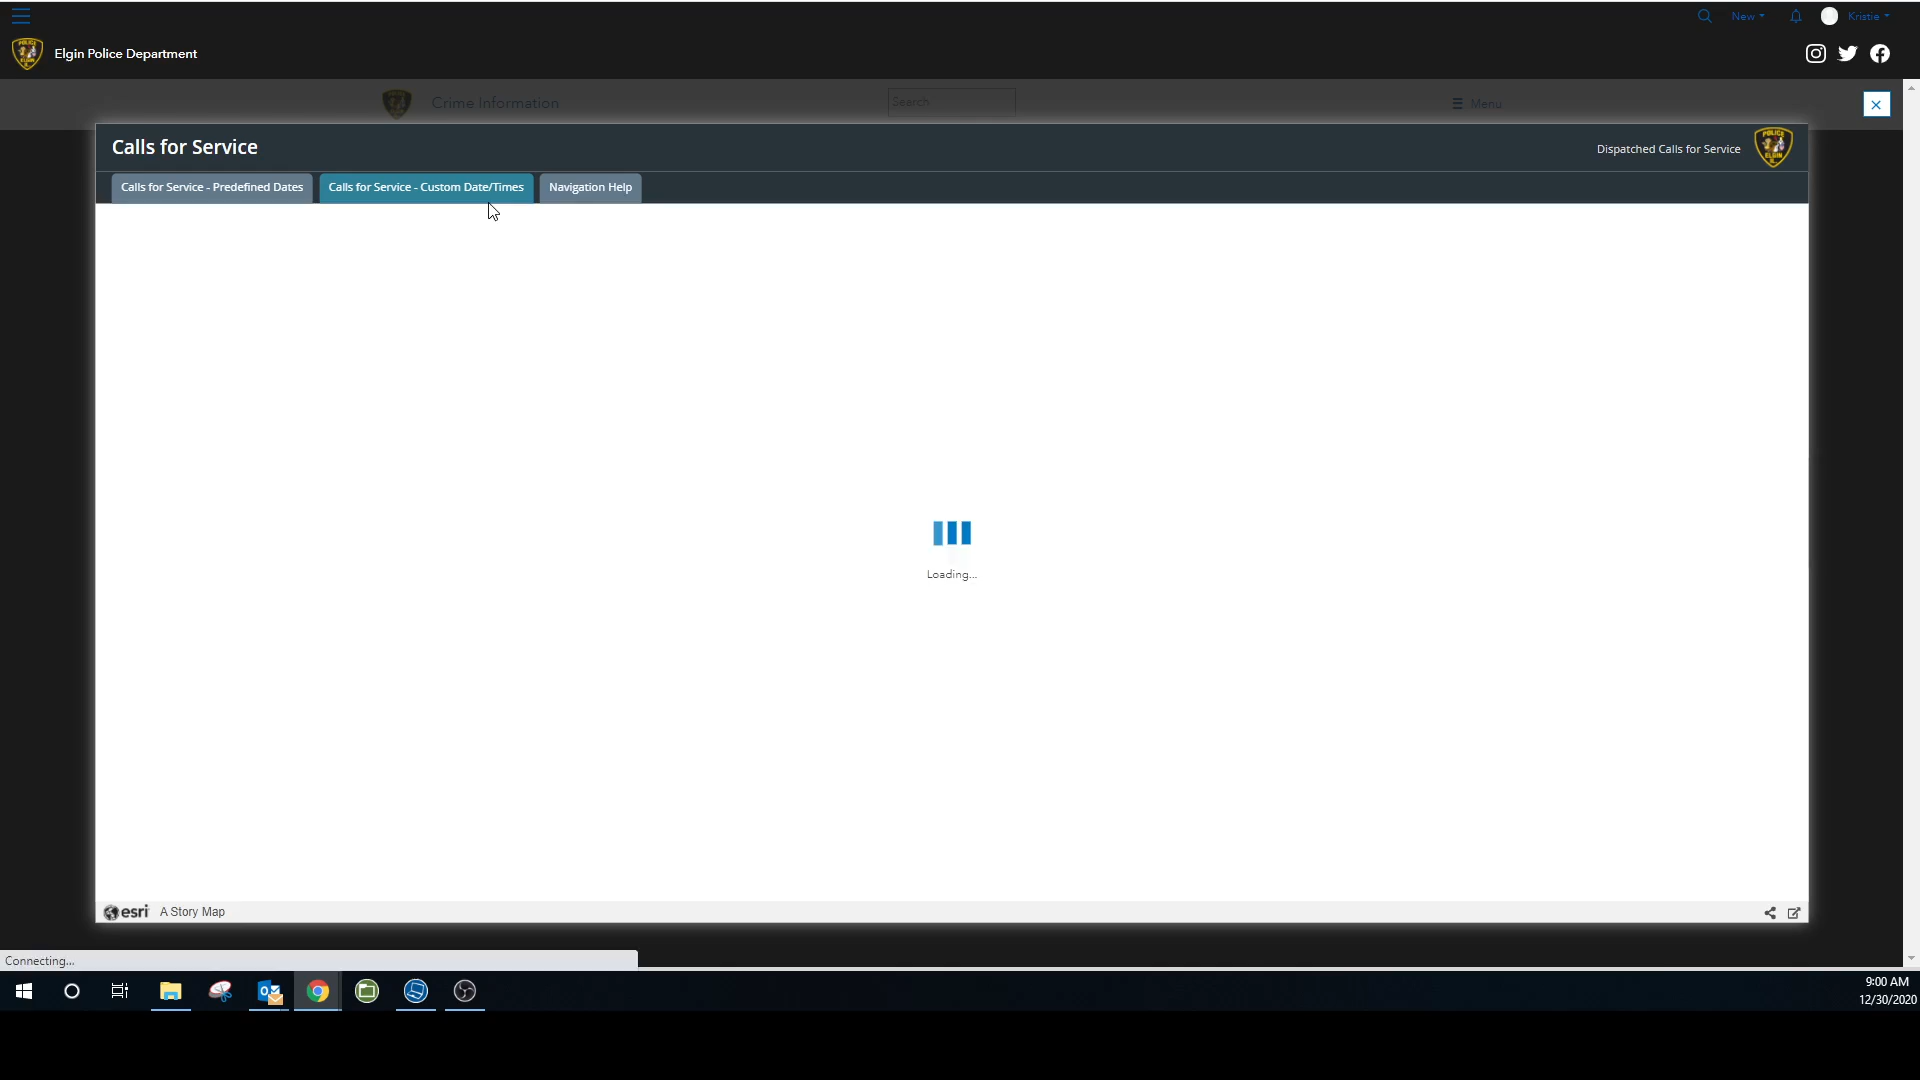 New
Kristie
Elgin Police Department
Crime Information
Search
Menu
Calls for Service
Dispatched Calls for Service
Calls for Service - Predefined Dates
Calls for Service - Custom Date/Times
Navigation Help
Loading...
esri A Story Map
Connecting...
9:00 AM
12/30/2020